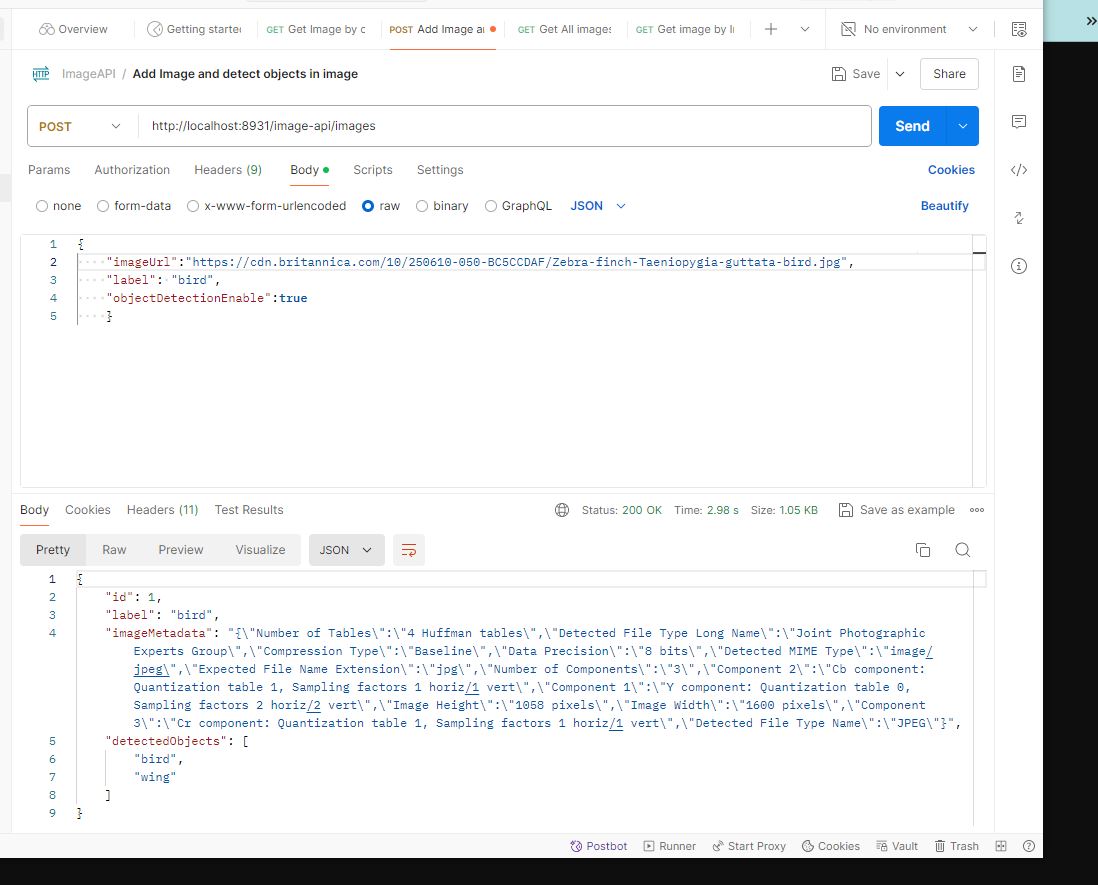 Overview
Getting starte
GET Get Image by c
POST Add Image a
GET Get All images
GET Get image by I
No environment
HTTP ImageAPI / Add Image and detect objects in image
Save
Share
POST
http://localhost:8931/image-api/images
Send
Params Authorization Headers (9) Body Scripts Settings
Cookies
none form-data x-www-form-urlencoded raw binary GraphQL JSON
Beautify
1 {
2 "imageUrl":"https://cdn.britannica.com/10/250610-050-BC5CCDAF/Zebra-finch-Taeniopygia-guttata-bird.jpg",
3 "label": "bird",
4 "objectDetectionEnable":true
5 }
Body Cookies Headers (11) Test Results
Status: 200 OK Time: 2.98 s Size: 1.05 KB
Save as example
Pretty Raw Preview Visualize JSON
1 {
2 "id": 1,
3 "label": "bird",
4 "imageMetadata": "{\"Number of Tables\":\"4 Huffman tables\",\"Detected File Type Long Name\":\"Joint Photographic
Experts Group\",\"Compression Type\":\"Baseline\",\"Data Precision\":\"8 bits\",\"Detected MIME Type\":\"image/
jpeg\",\"Expected File Name Extension\":\"jpg\",\"Number of Components\":\"3\",\"Component 2\":\"Cb component:
Quantization table 1, Sampling factors 1 horiz/1 vert\",\"Component 1\":\"Y component: Quantization table 0,
Sampling factors 2 horiz/2 vert\",\"Image Height\":\"1058 pixels\",\"Image Width\":\"1600 pixels\",\"Component
3\":\"Cr component: Quantization table 1, Sampling factors 1 horiz/1 vert\",\"Detected File Type Name\":\"JPEG\"}",
5 "detectedObjects": [
6 "bird",
7 "wing"
8 ]
9 }
Postbot Runner Start Proxy Cookies Vault Trash